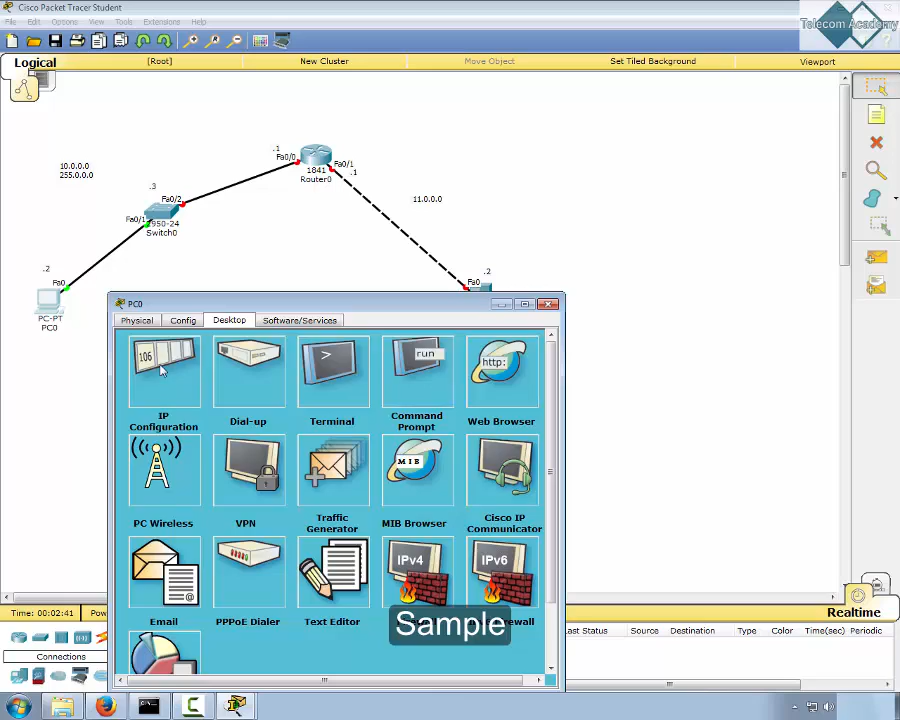 Cisco Packet Tracer Student
File Edit Options View Tools Extensions Help
Telecom Academy
Logical
[Root]
New Cluster
Move Object
Set Tiled Background
Viewport
10.0.0.0
255.0.0.0
.1
Fa0/0
Fa0/1
.1
1841
Router0
.3
Fa0/2
Fa0/1
2950-24
Switch0
11.0.0.0
.2
Fa0
PC-PT
PC0
.2
Fa0
PC0
Physical
Config
Desktop
Software/Services
106
>
run
http:
IP
Configuration
Dial-up
Terminal
Command
Prompt
Web Browser
MIB
PC Wireless
VPN
Traffic
Generator
MIB Browser
Cisco IP
Communicator
@
IPv4
IPv6
Email
PPPoE Dialer
Text Editor
Sample
Time: 00:02:41
Realtime
Connections
Last Status
Source
Destination
Type
Color
Time(sec)
Periodic